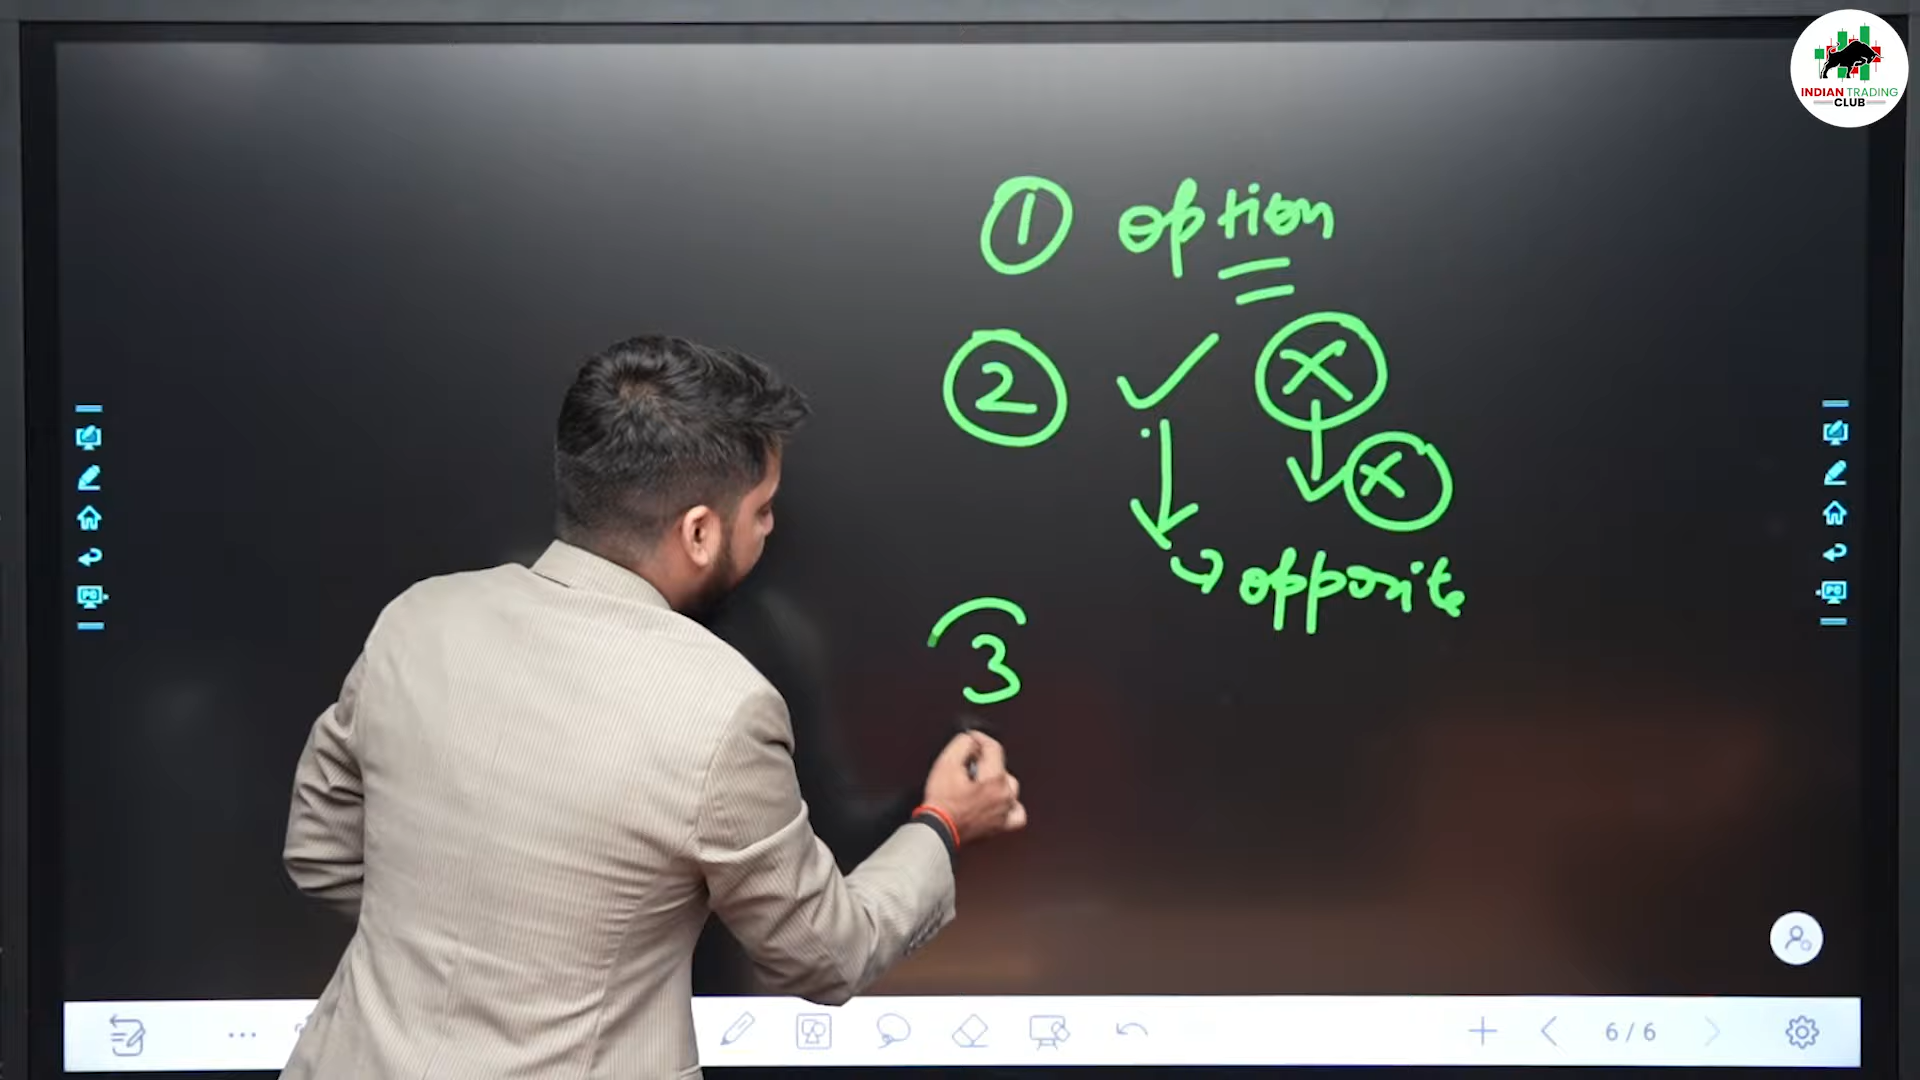 INDIAN TRADING
CLUB
1 option
2 ✓ X
X
opposite
3
6/6